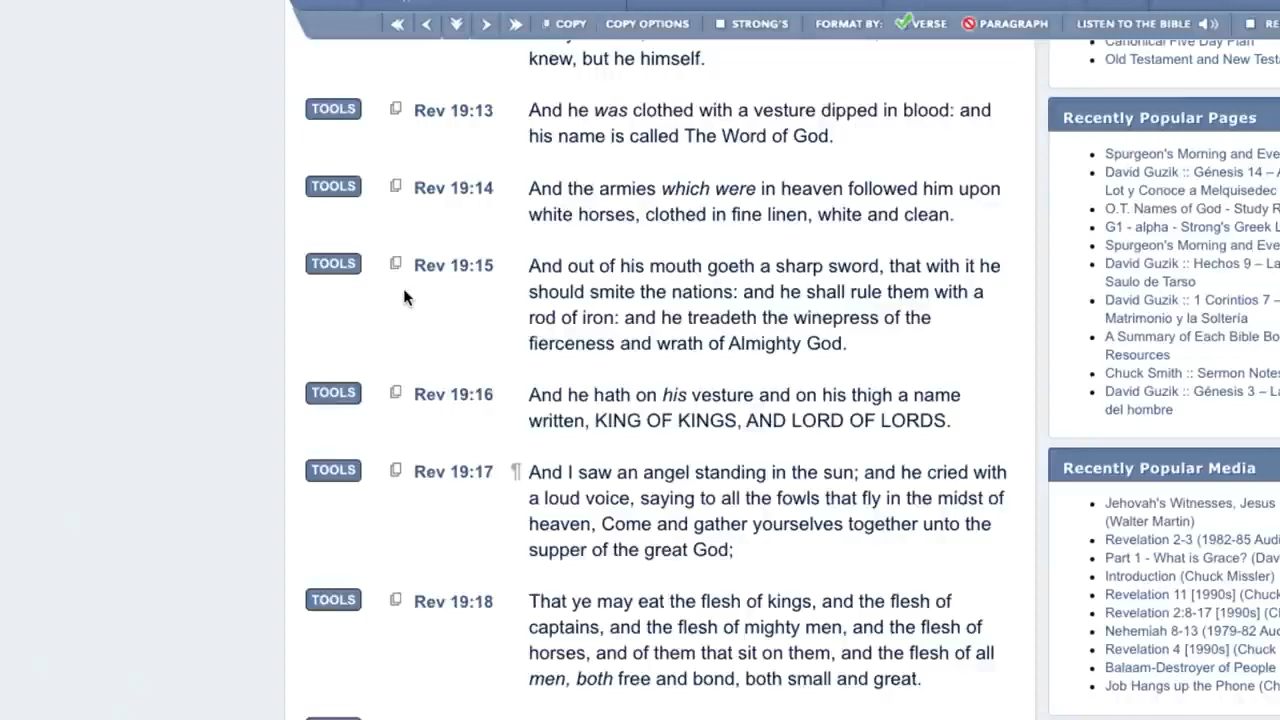 COPY COPY OPTIONS STRONG'S FORMAT BY: VERSE PARAGRAPH LISTEN TO THE BIBLE
knew, but he himself.
TOOLS Rev 19:13 And he was clothed with a vesture dipped in blood: and
his name is called The Word of God.
TOOLS Rev 19:14 And the armies which were in heaven followed him upon
white horses, clothed in fine linen, white and clean.
TOOLS Rev 19:15 And out of his mouth goeth a sharp sword, that with it he
should smite the nations: and he shall rule them with a
rod of iron: and he treadeth the winepress of the
fierceness and wrath of Almighty God.
TOOLS Rev 19:16 And he hath on his vesture and on his thigh a name
written, KING OF KINGS, AND LORD OF LORDS.
TOOLS Rev 19:17 ¶ And I saw an angel standing in the sun; and he cried with
a loud voice, saying to all the fowls that fly in the midst of
heaven, Come and gather yourselves together unto the
supper of the great God;
TOOLS Rev 19:18 That ye may eat the flesh of kings, and the flesh of
captains, and the flesh of mighty men, and the flesh of
horses, and of them that sit on them, and the flesh of all
men, both free and bond, both small and great.
Canonical Five Day Plan
Old Testament and New
Recently Popular Pages
Spurgeon's Morning and
David Guzik :: Génesis 14 –
Lot y Conoce a Melquisedec
O.T. Names of God - Study
G1 - alpha - Strong's Greek
Spurgeon's Morning and
David Guzik :: Hechos 9 – La
Saulo de Tarso
David Guzik :: 1 Corintios 7 –
Matrimonio y la Soltería
A Summary of Each Bible
Resources
Chuck Smith :: Sermon Notes
David Guzik :: Génesis 3 – La
del hombre
Recently Popular Media
Jehovah's Witnesses, Jesus
(Walter Martin)
Revelation 2-3 (1982-85
Part 1 - What is Grace?
Introduction (Chuck Missler)
Revelation 11 [1990s]
Revelation 2:8-17 [1990s]
Nehemiah 8-13 (1979-82
Revelation 4 [1990s] (Chuck
Balaam-Destroyer of People
Job Hangs up the Phone